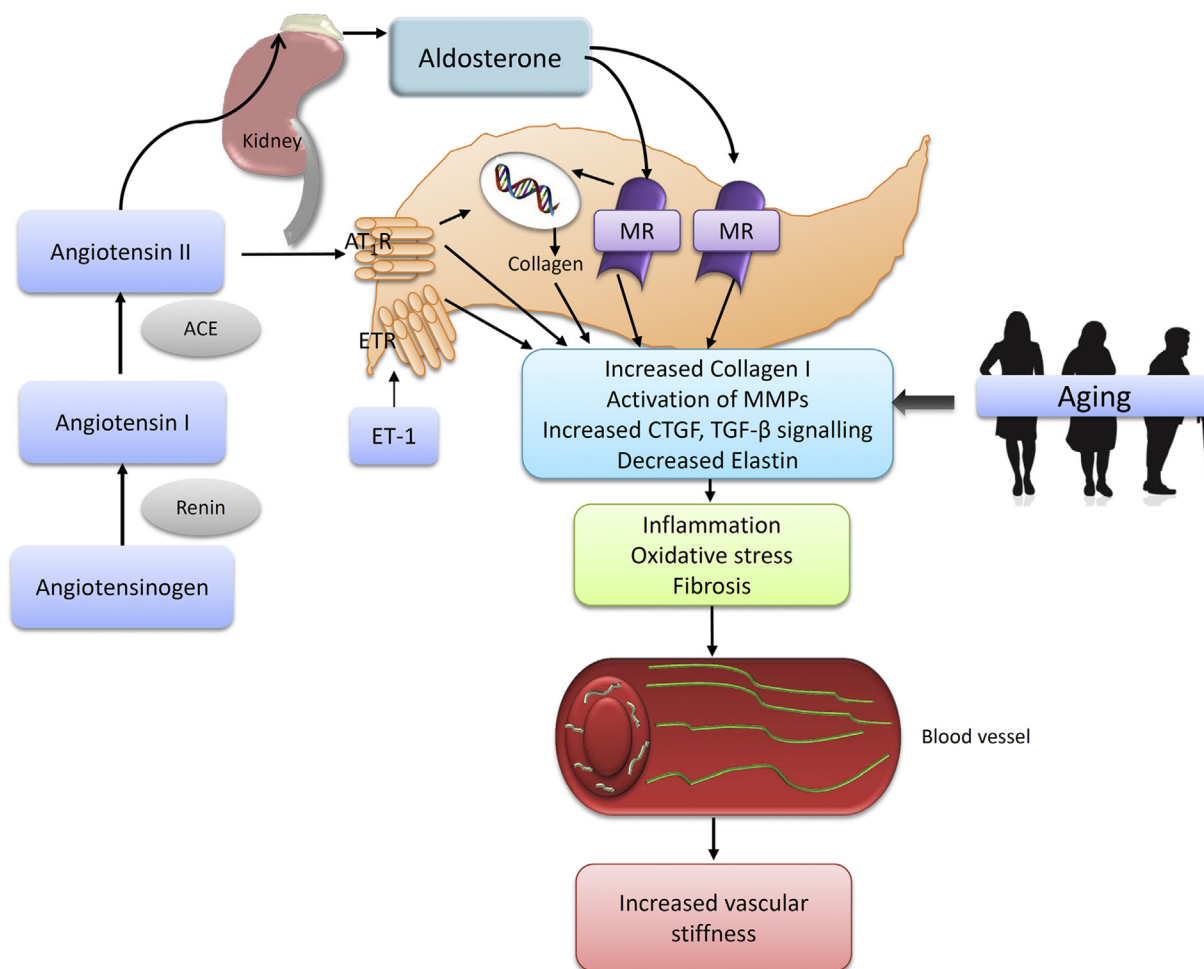 Aldosterone
Kidney
MR
MR
Angiotensin II
AT1R
Collagen
ACE
ETR
Increased Collagen I
Activation of MMPs
Increased CTGF, TGF-β signalling
Decreased Elastin
Aging
Angiotensin I
ET-1
Renin
Inflammation
Oxidative stress
Fibrosis
Angiotensinogen
Blood vessel
Increased vascular
stiffness